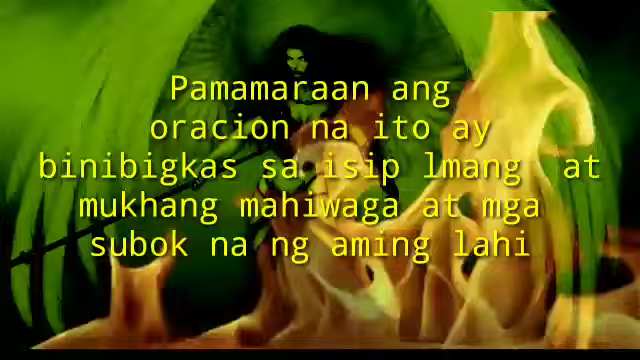 Pamamaraan ang
oracion na ito ay
binibigkas sa isip lmang at
mukhang mahiwaga at mga
subok na ng aming lahi